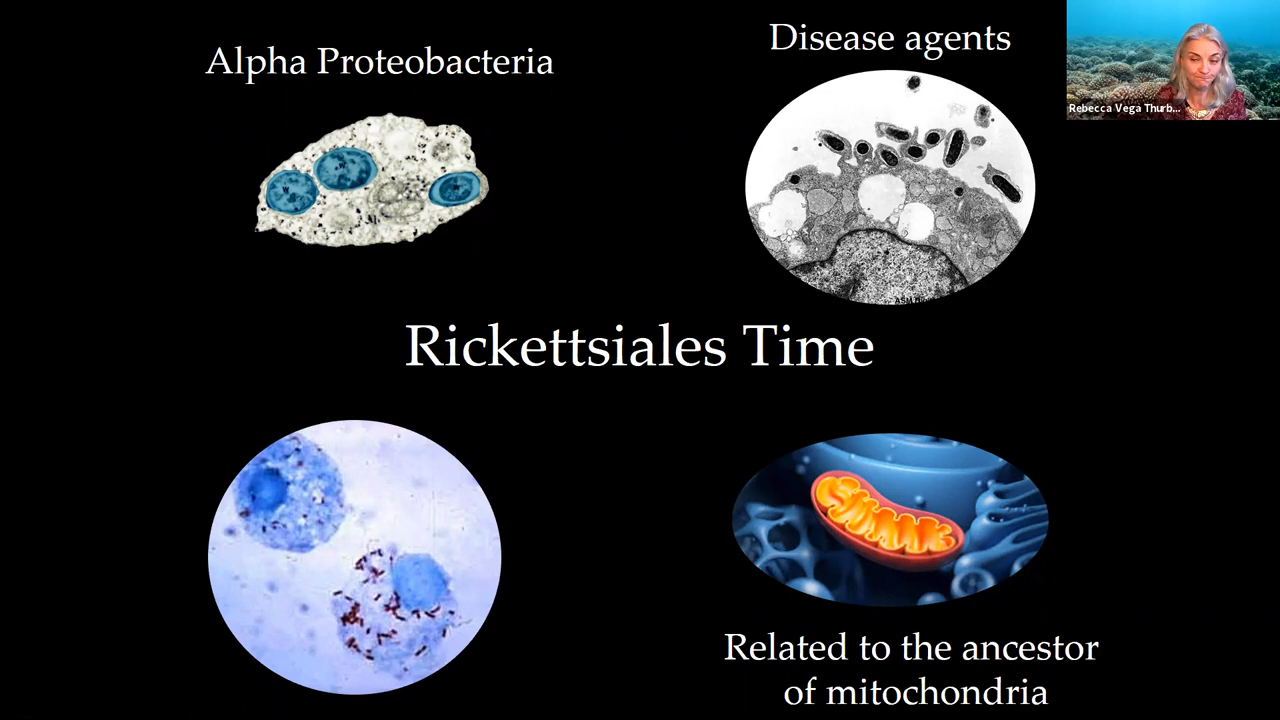 Alpha Proteobacteria
Disease agents
Rebecca Vega Thurb...
Rickettsiales Time
Related to the ancestor
of mitochondria